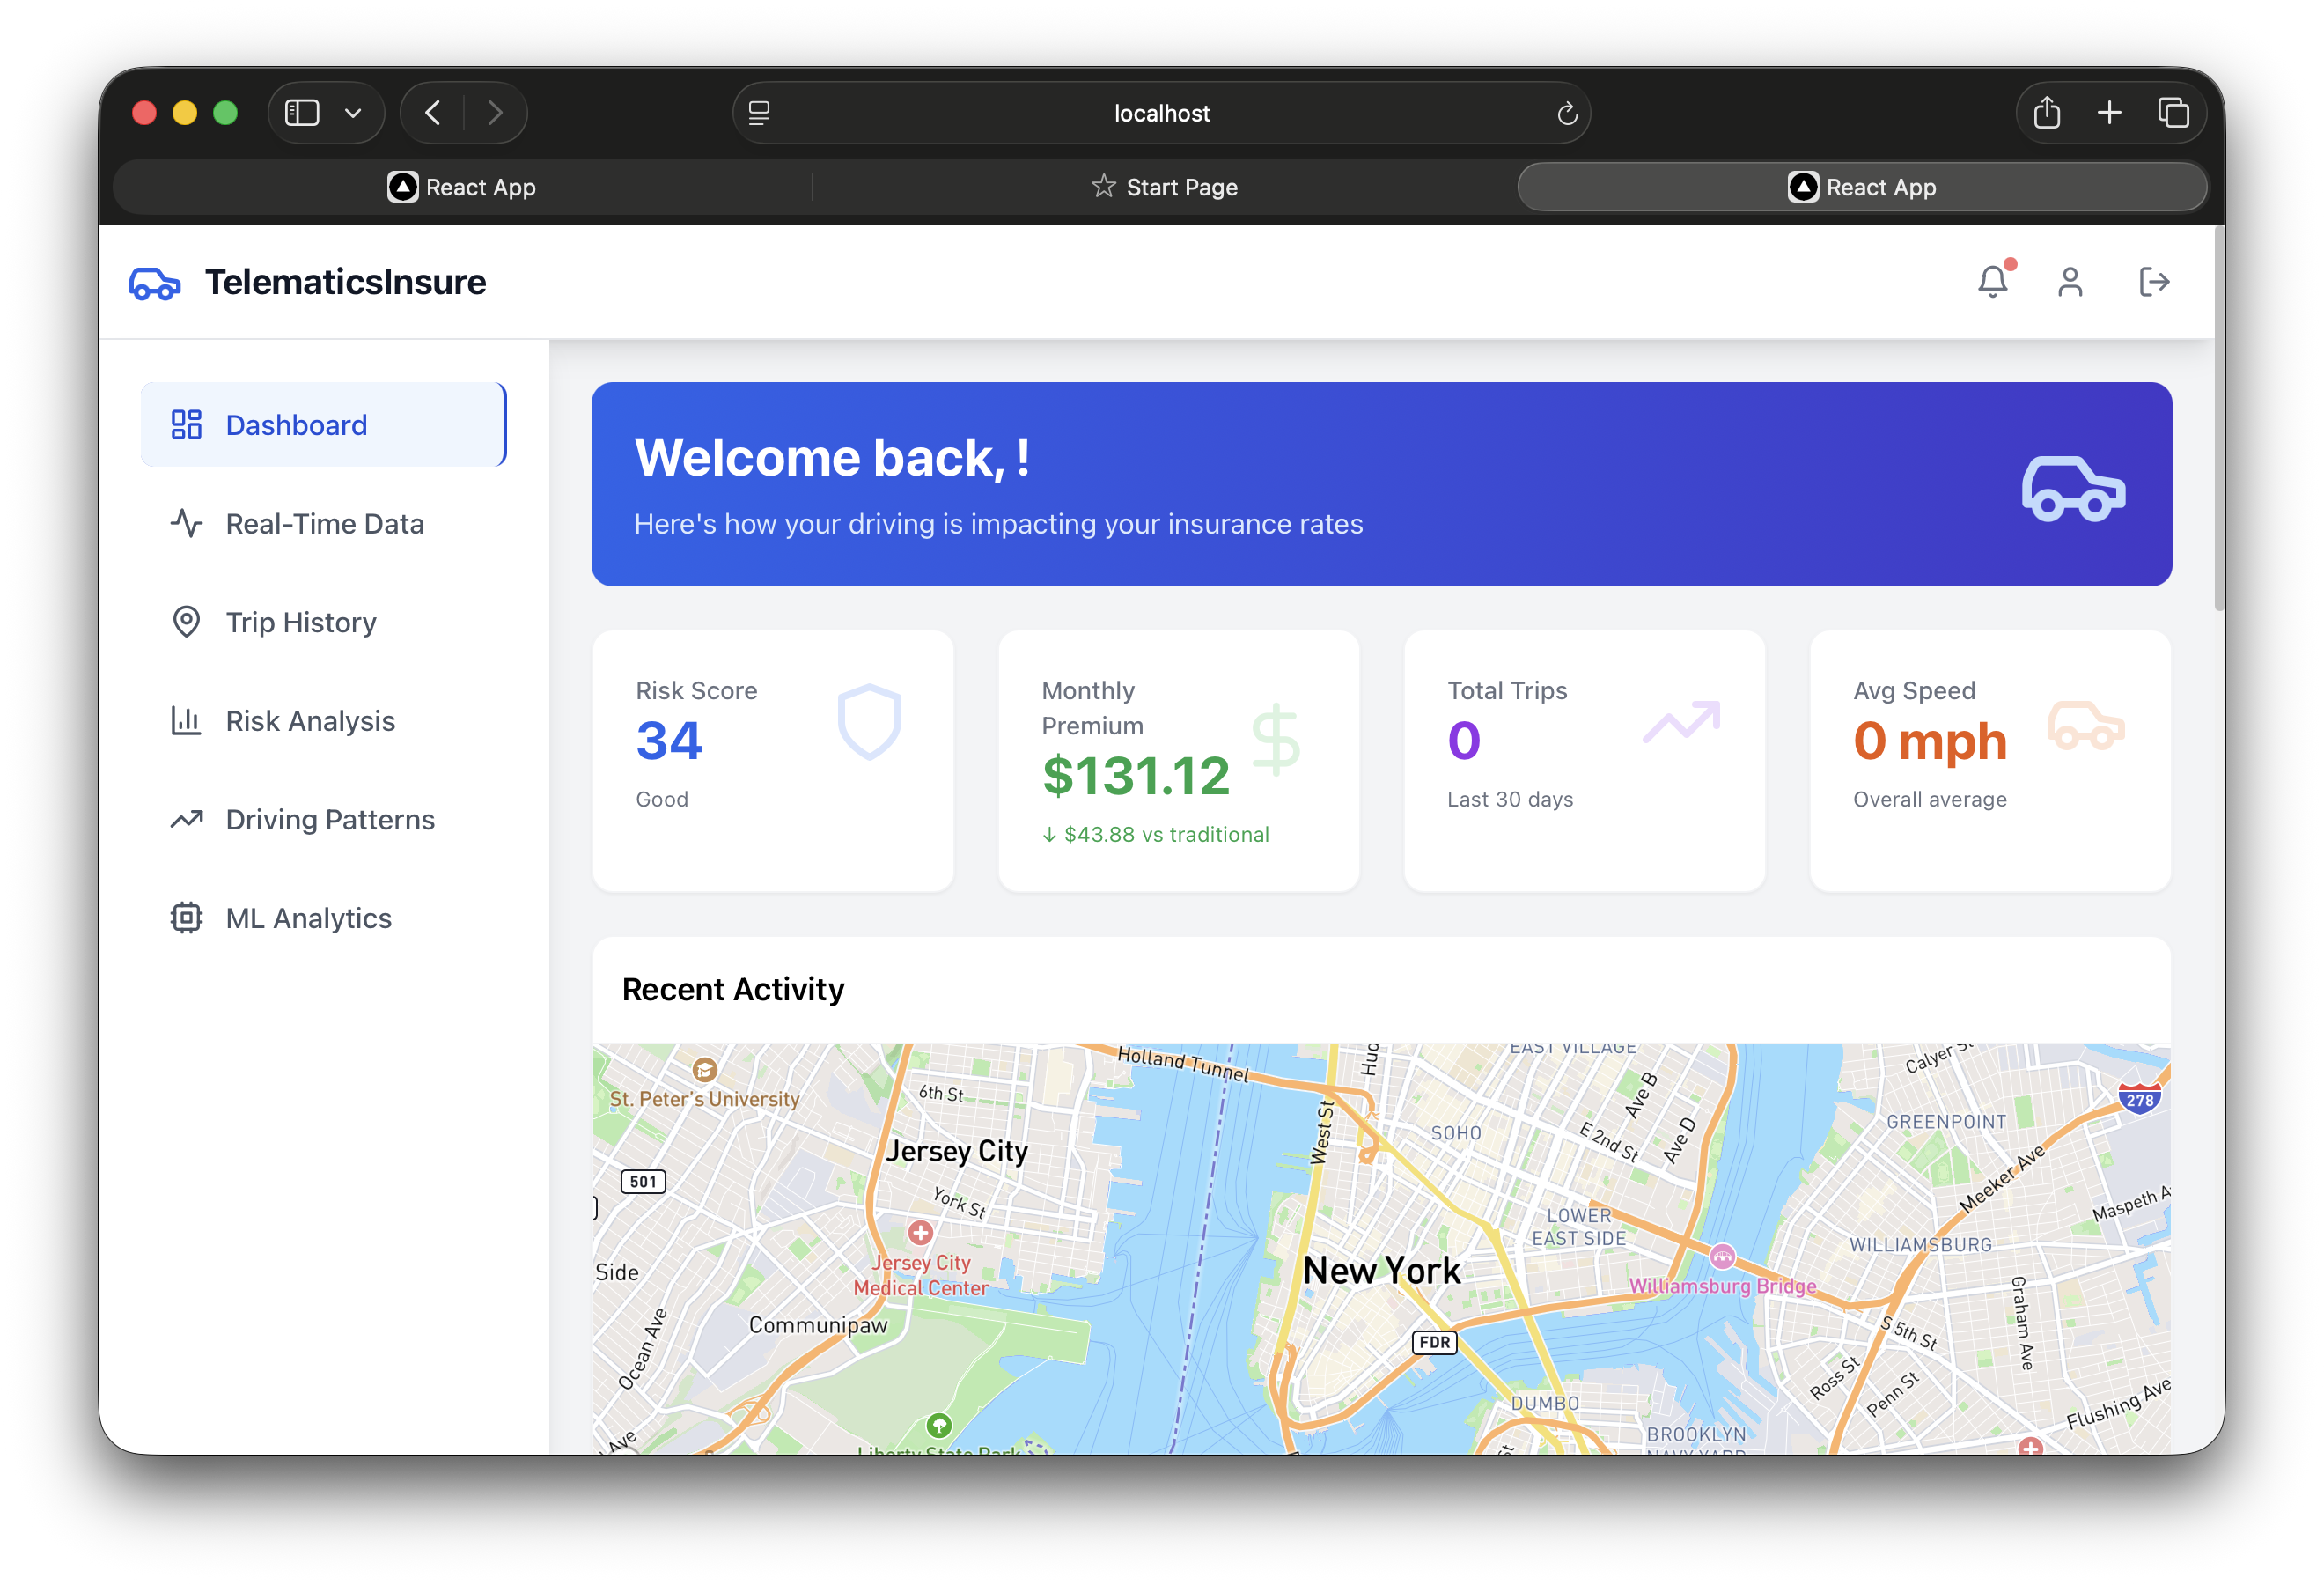 localhost
React App
Start Page
React App
TelematicsInsure
Dashboard
Real-Time Data
Trip History
Risk Analysis
Driving Patterns
ML Analytics
Welcome back, !
Here's how your driving is impacting your insurance rates
Risk Score
34
Good
Monthly
Premium
$131.12
↓ $43.88 vs traditional
Total Trips
0
Last 30 days
Avg Speed
0 mph
Overall average
Recent Activity
Holland Tunnel
EAST VILLAGE
Calyer St
St. Peter's University
6th St
Ave B
278
GREENPOINT
West St
SOHO
E 2nd St
Ave D
Jersey City
501
York St
Meeker Ave
Maspeth
LOWER
EAST SIDE
WILLIAMSBURG
Jersey City
Medical Center
Side
New York
Williamsburg Bridge
Communipaw
Ocean Ave
FDR
S 5th St
Graham Ave
Ross St
Penn St
DUMBO
Flushing Ave
BROOKLYN
NAVY YARD
Ave
Liberty State Park